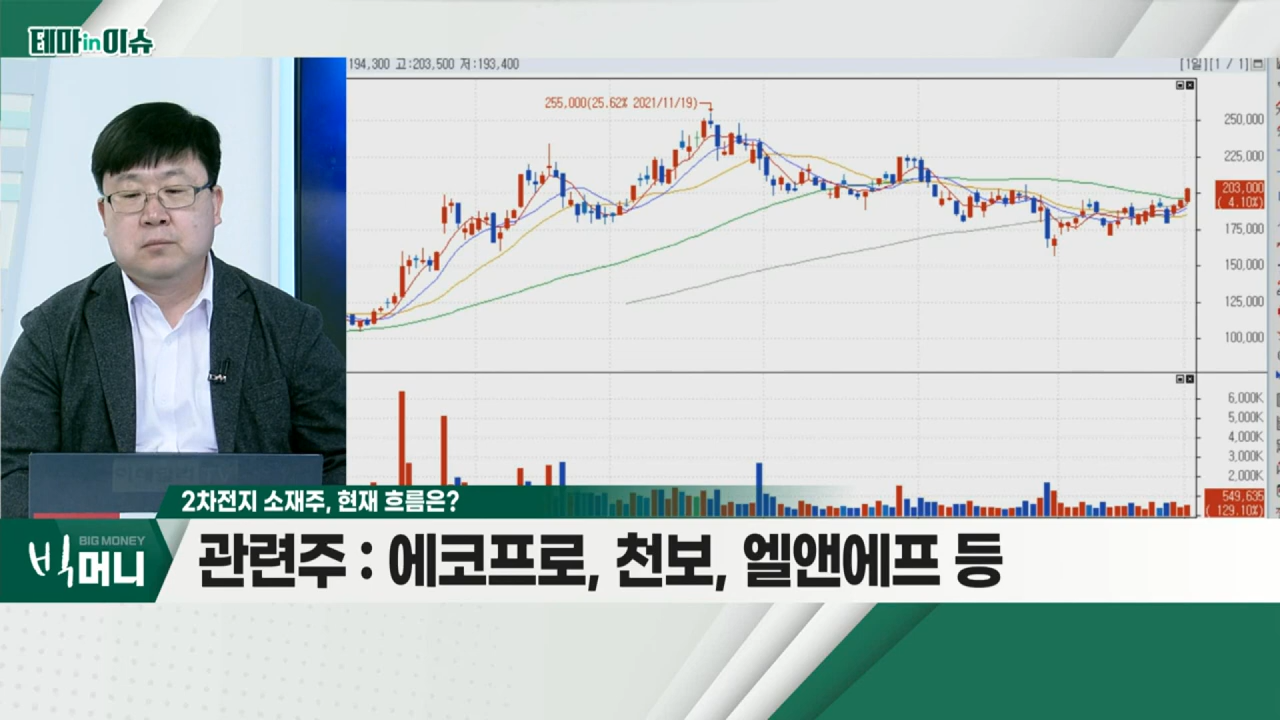 테마in이슈
194,300 고:203,500 저:193,400
[1일][1 / 1]
255,000(25.62% 2021/11/19)
250,000
225,000
203,000
( 4.10%)
175,000
150,000
125,000
100,000
6,000K
5,000K
4,000K
3,000K
2,000K
549,635
( 129.10%)
2차전지 소재주, 현재 흐름은?
BIG MONEY
빅머니
관련주 : 에코프로, 천보, 엘앤에프 등